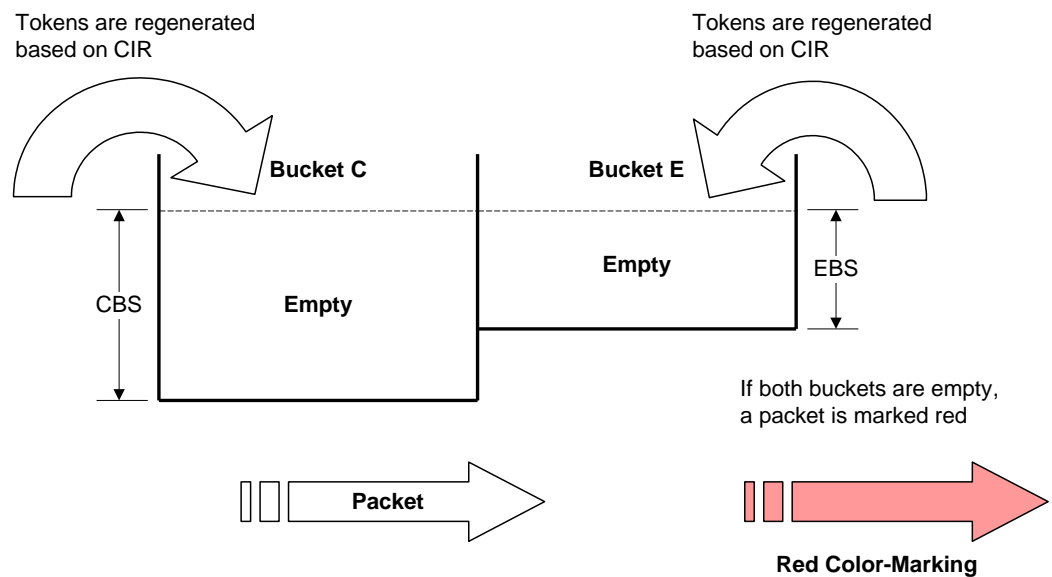 Tokens are regenerated
based on CIR
Tokens are regenerated
based on CIR
Bucket C
Bucket E
CBS
Empty
Empty
EBS
If both buckets are empty,
a packet is marked red
Packet
Red Color-Marking